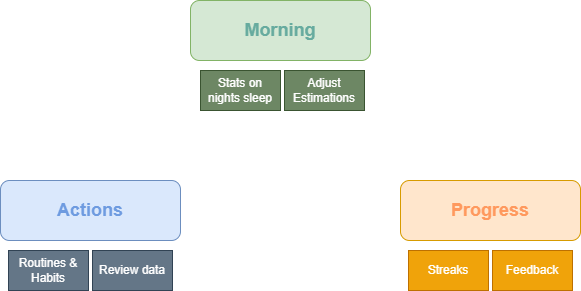 Morning
Stats on
nights sleep
Adjust
Estimations
Actions
Routines &
Habits
Review data
Progress
Streaks
Feedback